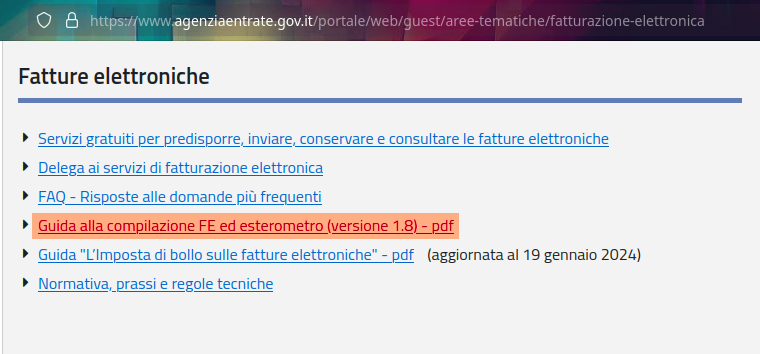 https://www.agenziaentrate.gov.it/portale/web/guest/aree-tematiche/fatturazione-elettronica
Fatture elettroniche
Servizi gratuiti per predisporre, inviare, conservare e consultare le fatture elettroniche
Delega ai servizi di fatturazione elettronica
FAQ - Risposte alle domande più frequenti
Guida alla compilazione FE ed esterometro (versione 1.8) - pdf
Guida "L’Imposta di bollo sulle fatture elettroniche" - pdf (aggiornata al 19 gennaio 2024)
Normativa, prassi e regole tecniche